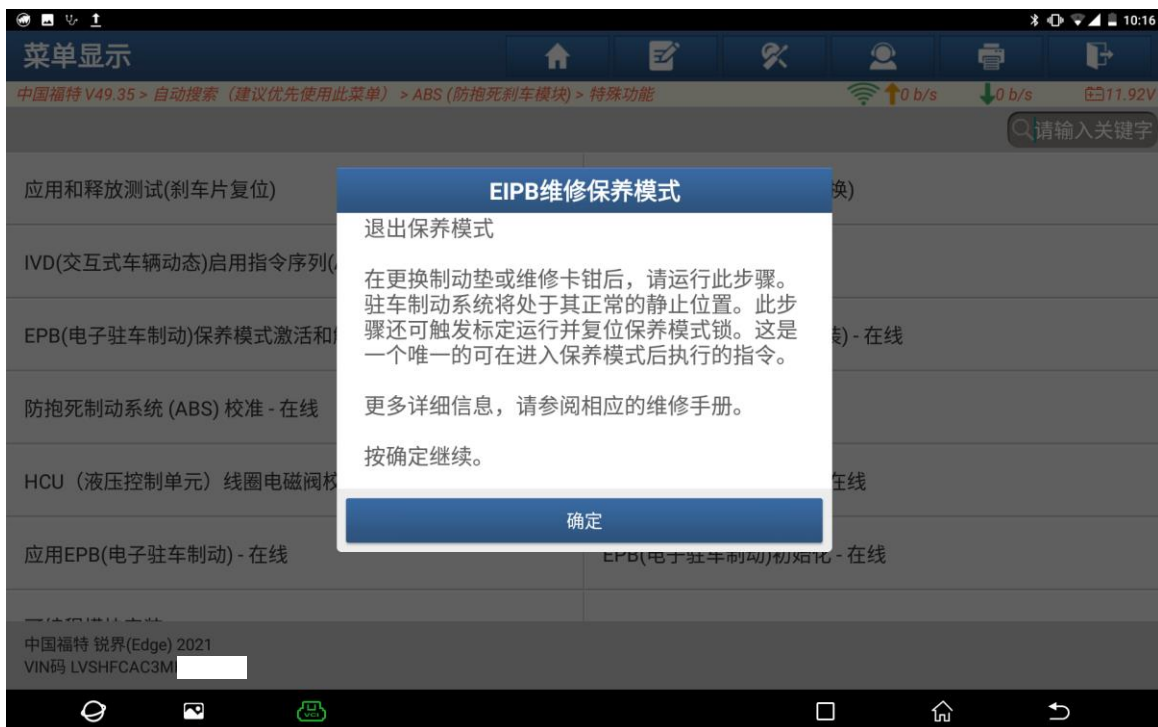 10:16
菜单显示
中国福特 V49.35 > 自动搜索（建议优先使用此菜单）> ABS (防抱死刹车模块) > 特殊功能
0 b/s
0 b/s
11.92V
请输入关键字
应用和释放测试(刹车片复位)
换)
EIPB维修保养模式
退出保养模式
IVD(交互式车辆动态)启用指令序列(
在更换制动垫或维修卡钳后，请运行此步骤。
驻车制动系统将处于其正常的静止位置。此步
骤还可触发标定运行并复位保养模式锁。这是
一个唯一的可在进入保养模式后执行的指令。
EPB(电子驻车制动)保养模式激活和
) - 在线
更多详细信息，请参阅相应的维修手册。
防抱死制动系统 (ABS) 校准 - 在线
按确定继续。
HCU（液压控制单元）线圈电磁阀校
在线
确定
应用EPB(电子驻车制动) - 在线
EPB(电子驻车制动)初始化 - 在线
中国福特 锐界(Edge) 2021
VIN码 LVSHFCAC3M
VCI